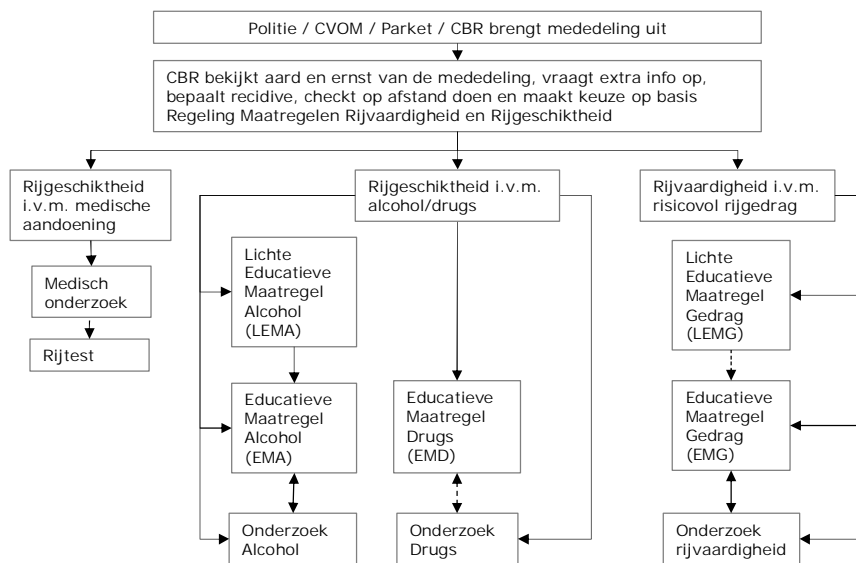 Politie / CVOM / Parket / CBR brengt mededeling uit
CBR bekijkt aard en ernst van de mededeling, vraagt extra info op,
bepaalt recidive, checkt op afstand doen en maakt keuze op basis
Regeling Maatregelen Rijvaardigheid en Rijgeschiktheid
Rijgeschiktheid
i.v.m. medische
aandoening
Rijgeschiktheid i.v.m.
alcohol/drugs
Rijvaardigheid i.v.m.
risicovol rijgedrag
Medisch
onderzoek
Rijtest
Lichte
Educatieve
Maatregel
Alcohol
(LEMA)
Lichte
Educatieve
Maatregel
Gedrag
(LEMG)
Educatieve
Maatregel
Alcohol
(EMA)
Educatieve
Maatregel
Drugs
(EMD)
Educatieve
Maatregel
Gedrag
(EMG)
Onderzoek
Alcohol
Onderzoek
Drugs
Onderzoek
rijvaardigheid